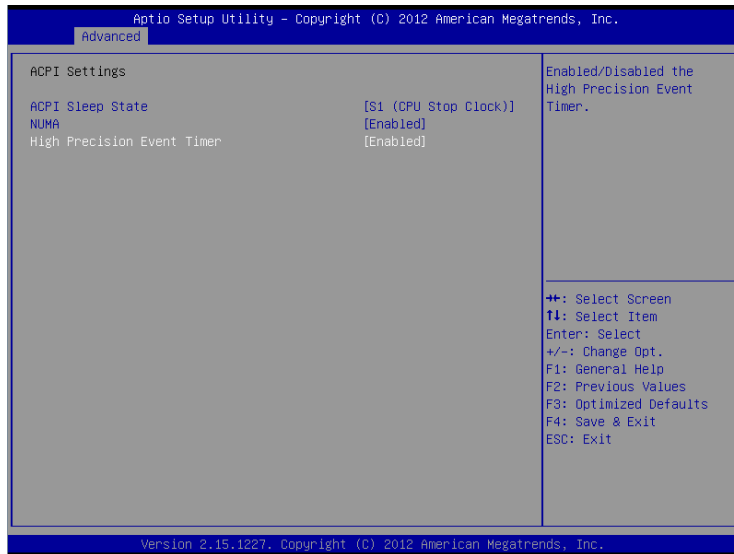 Aptio Setup Utility – Copyright (C) 2012 American Megatrends, Inc.
Advanced
ACPI Settings
ACPI Sleep State [S1 (CPU Stop Clock)]
NUMA [Enabled]
High Precision Event Timer [Enabled]
Enabled/Disabled the
High Precision Event
Timer.
→←: Select Screen
↑↓: Select Item
Enter: Select
+/-: Change Opt.
F1: General Help
F2: Previous Values
F3: Optimized Defaults
F4: Save & Exit
ESC: Exit
Version 2.15.1227. Copyright (C) 2012 American Megatrends, Inc.